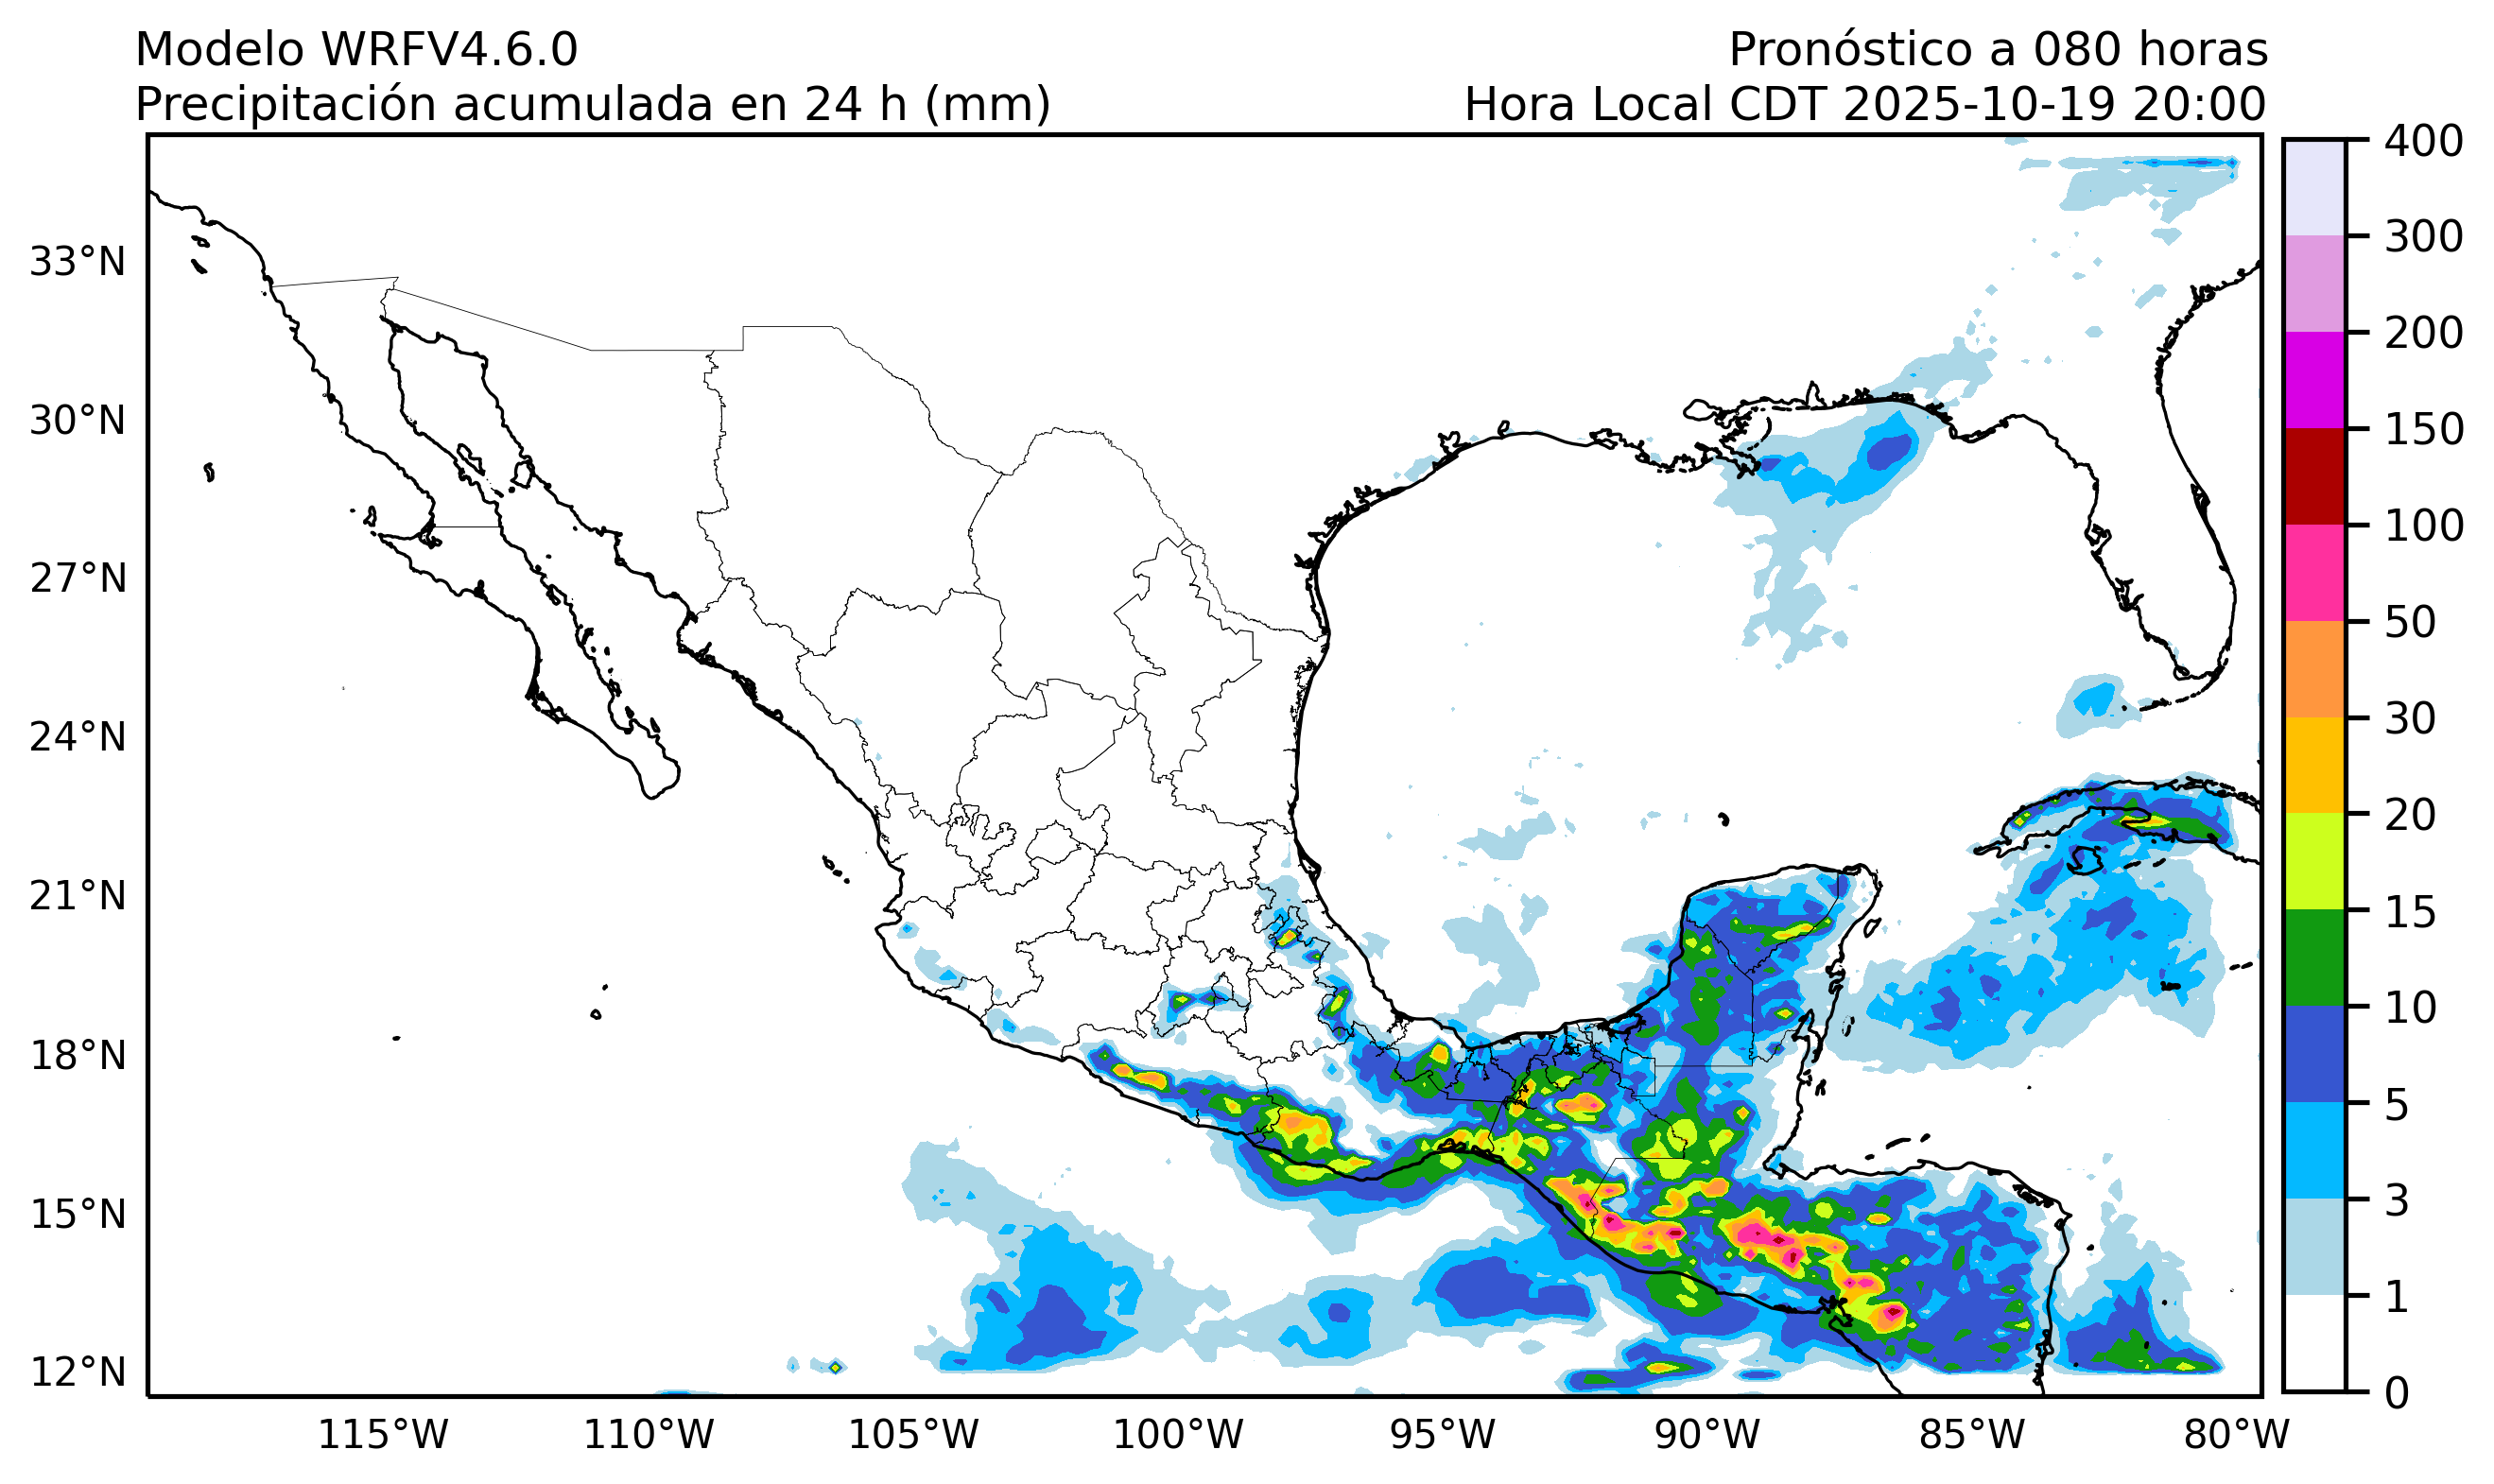 Modelo WRFV4.6.0
Pronóstico a 080 horas
Precipitación acumulada en 24 h (mm)
Hora Local CDT 2025-10-19 20:00
33°N
30°N
27°N
24°N
21°N
18°N
15°N
12°N
115°W
110°W
105°W
100°W
95°W
90°W
85°W
80°W
400
300
200
150
100
50
30
20
15
10
5
3
1
0